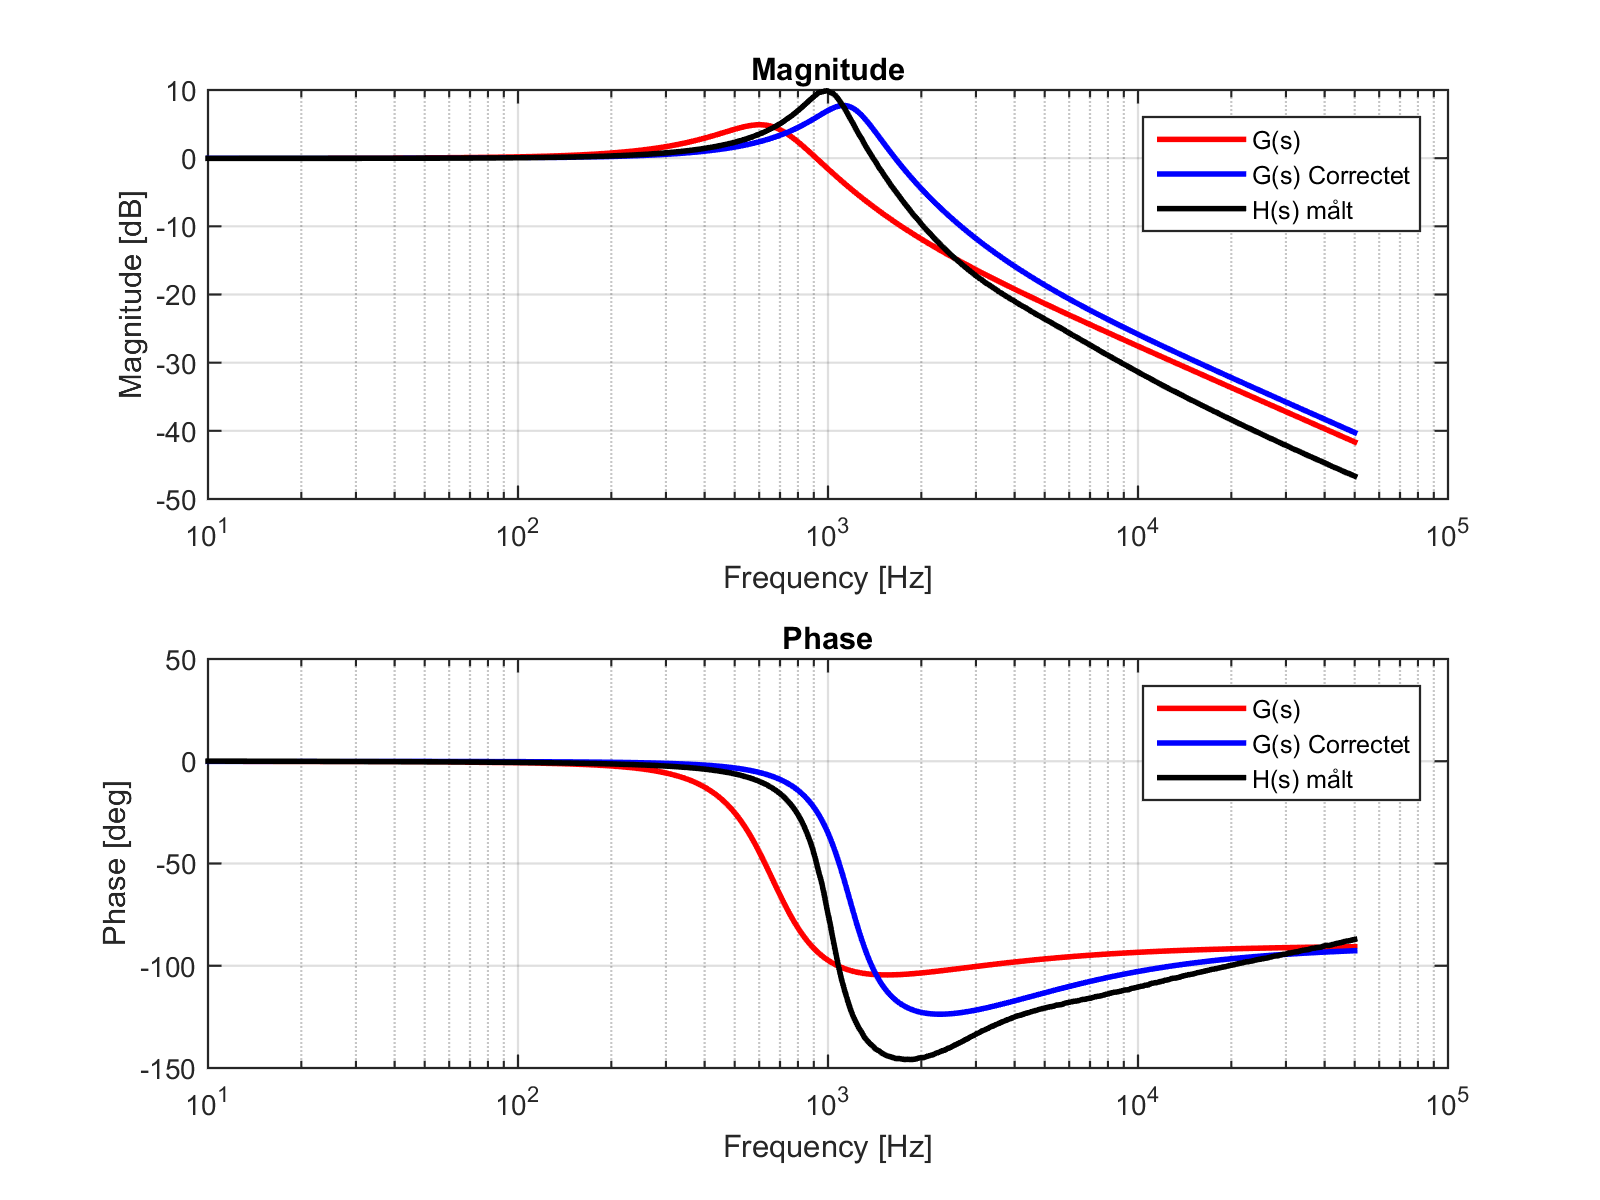 Magnitude
10
0
-10
-20
-30
-40
-50
Magnitude [dB]
G(s)
G(s) Correctet
H(s) målt
10^1 10^2 10^3 10^4 10^5
Frequency [Hz]
Phase
50
0
-50
-100
-150
Phase [deg]
G(s)
G(s) Correctet
H(s) målt
10^1 10^2 10^3 10^4 10^5
Frequency [Hz]